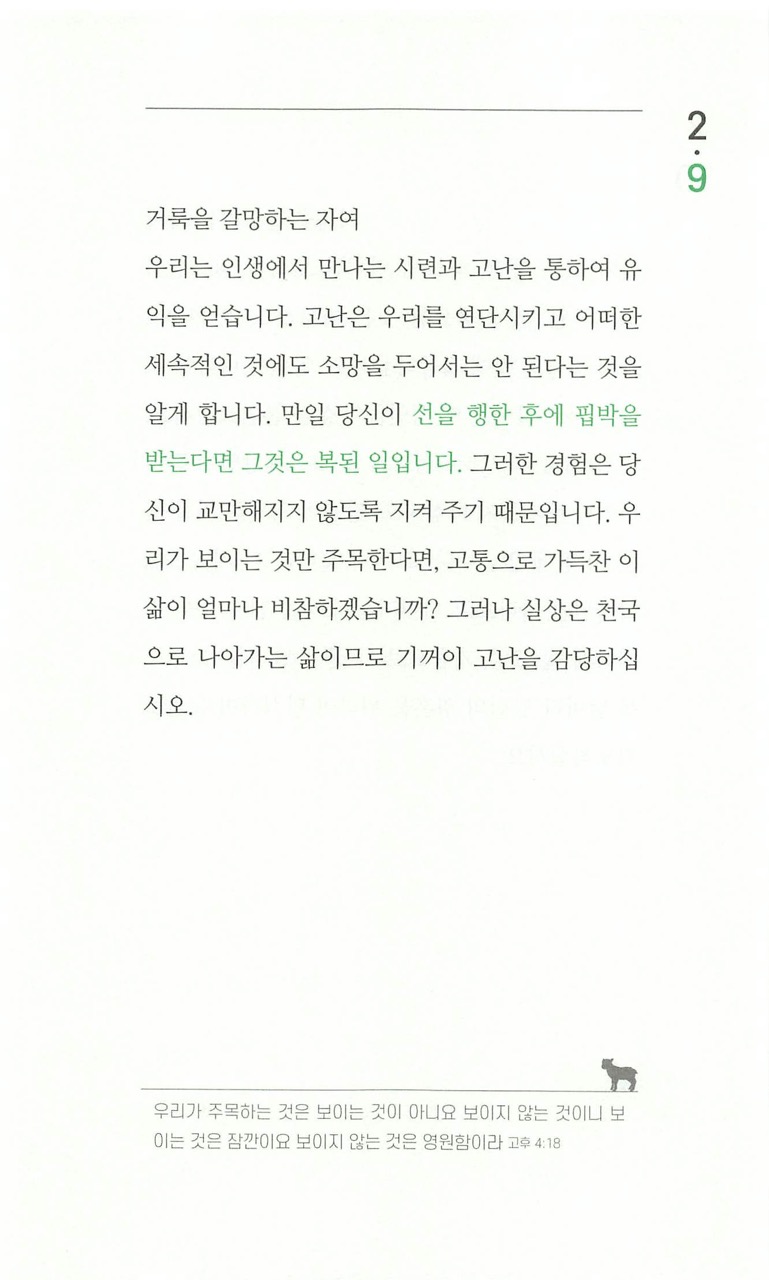 2
·
9
거룩을 갈망하는 자여
우리는 인생에서 만나는 시련과 고난을 통하여 유
익을 얻습니다. 고난은 우리를 연단시키고 어떠한
세속적인 것에도 소망을 두어서는 안 된다는 것을
알게 합니다. 만일 당신이 선을 행한 후에 핍박을
받는다면 그것은 복된 일입니다. 그러한 경험은 당
신이 교만해지지 않도록 지켜 주기 때문입니다. 우
리가 보이는 것만 주목한다면, 고통으로 가득찬 이
삶이 얼마나 비참하겠습니까? 그러나 실상은 천국
으로 나아가는 삶이므로 기꺼이 고난을 감당하십
시오.
우리가 주목하는 것은 보이는 것이 아니요 보이지 않는 것이니 보
이는 것은 잠깐이요 보이지 않는 것은 영원함이라 고후 4:18